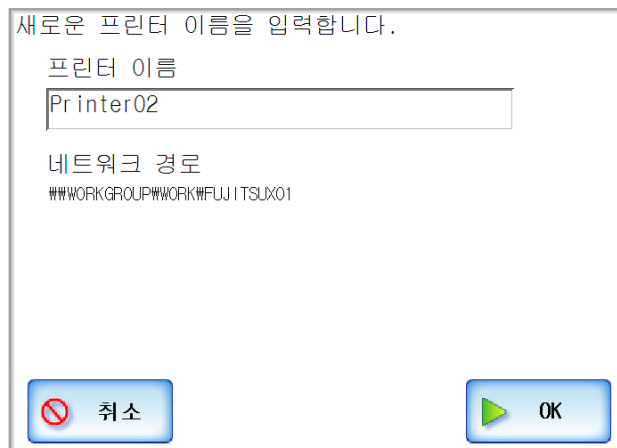 새로운 프린터 이름을 입력합니다.
프린터 이름
Printer02
네트워크 경로
₩₩WORKGROUP₩WORK₩FUJITSUX01
취소
OK